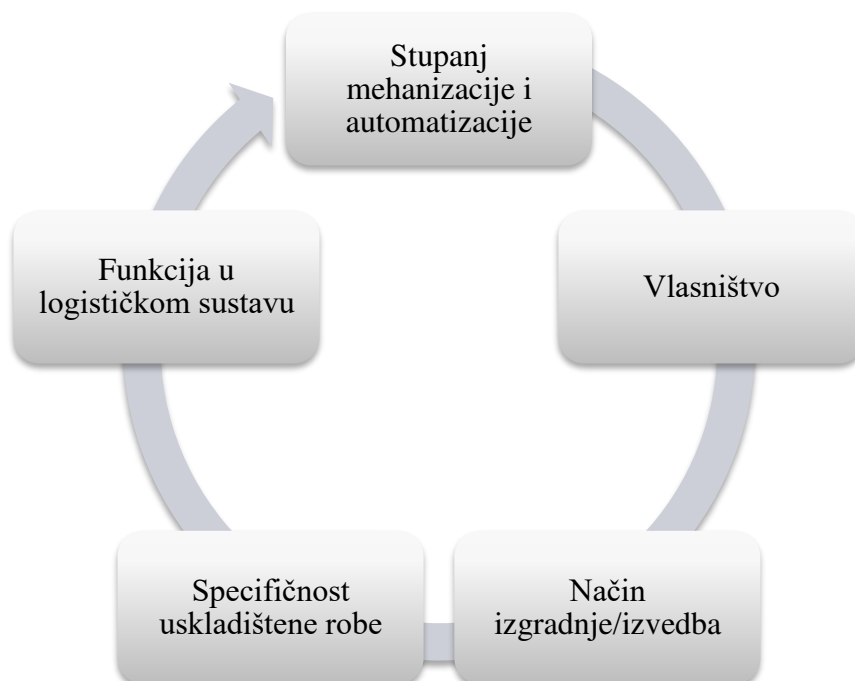 Stupanj
mehanizacije i
automatizacije
Vlasništvo
Način
izgradnje/izvedba
Specifičnost
uskladištene robe
Funkcija u
logističkom sustavu